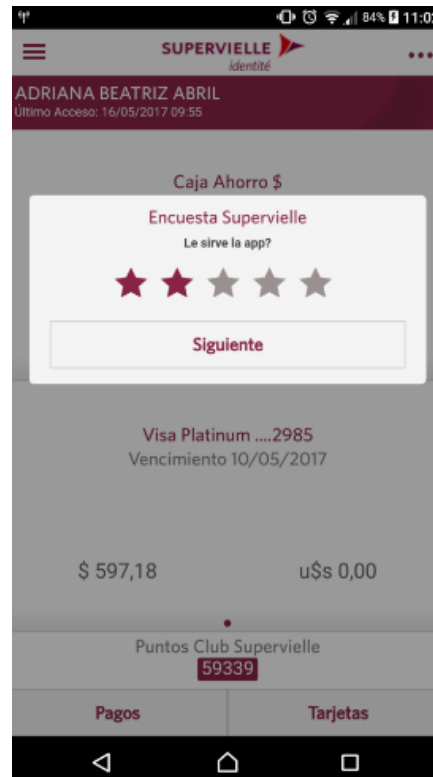 84% 11:02
SUPERVIELLE
identité
ADRIANA BEATRIZ ABRIL
Último Acceso: 16/05/2017 09:55
Caja Ahorro $
Encuesta Supervielle
Le sirve la app?
Siguiente
Visa Platinum ....2985
Vencimiento 10/05/2017
$ 597,18 u$s 0,00
Puntos Club Supervielle
59339
Pagos Tarjetas